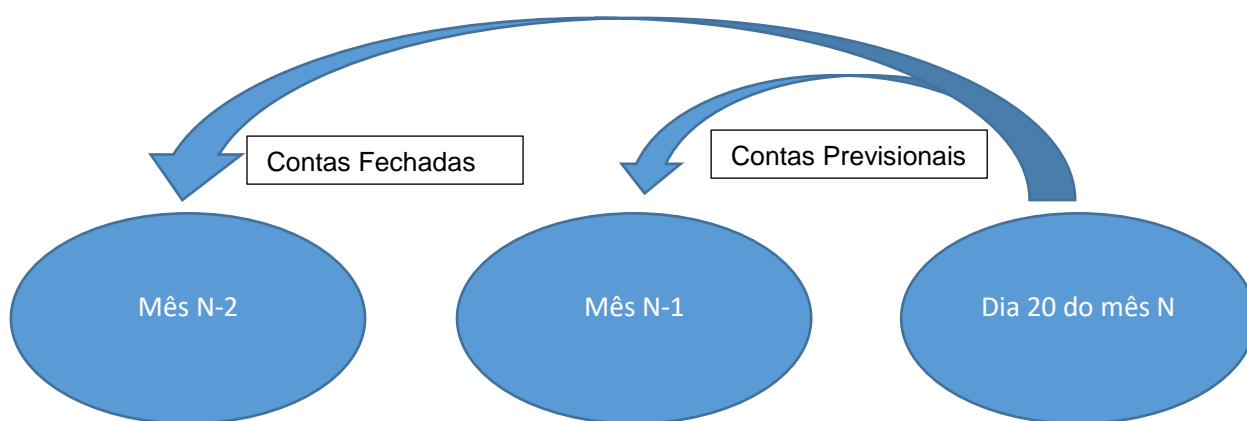 Contas Fechadas
Contas Previsionais
Mês N-2
Mês N-1
Dia 20 do mês N